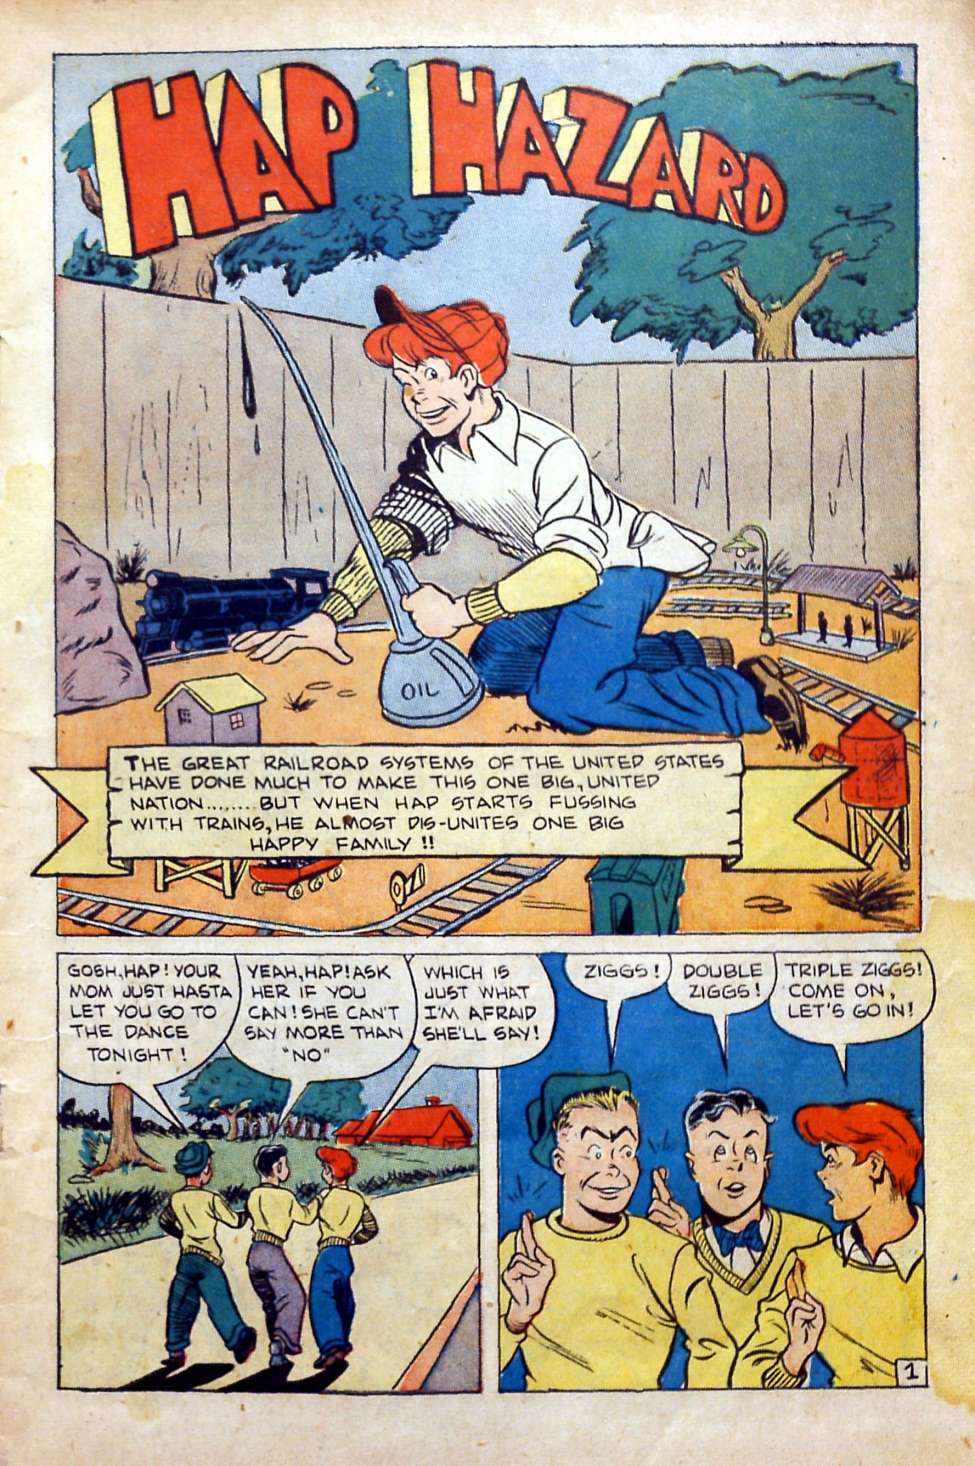 HAP HAZARD
OIL
THE GREAT RAILROAD SYSTEMS OF THE UNITED STATES
HAVE DONE MUCH TO MAKE THIS ONE BIG, UNITED
NATION........BUT WHEN HAP STARTS FUSSING
WITH TRAINS, HE ALMOST DIS-UNITES ONE BIG
HAPPY FAMILY !!
GOSH, HAP! YOUR
MOM JUST HASTA
LET YOU GO TO
THE DANCE
TONIGHT!
YEAH, HAP! ASK
HER IF YOU
CAN! SHE CAN'T
SAY MORE THAN
"NO"
WHICH IS
JUST WHAT
I'M AFRAID
SHE'LL SAY!
ZIGGS!
DOUBLE
ZIGGS!
TRIPLE ZIGGS!
COME ON,
LET'S GO IN!
1